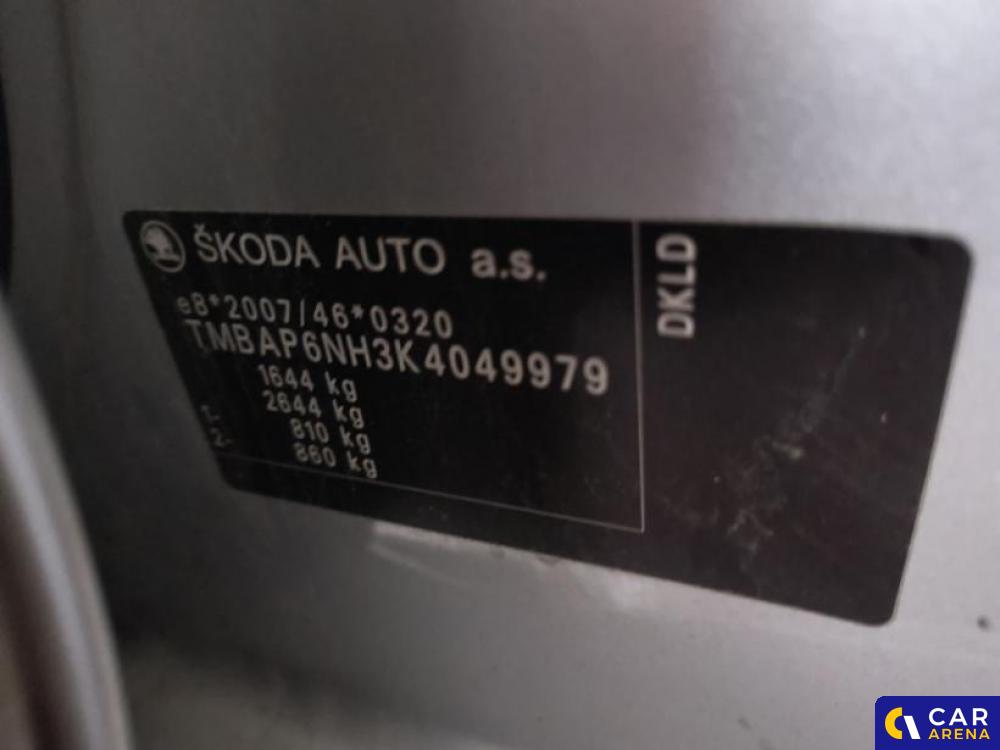 ŠKODA AUTO a.s.
e8*2007/46*0320
TMBAP6NH3K4049979
1644 kg
2644 kg
1- 810 kg
2- 860 kg
DKLD
CAR
ARENA